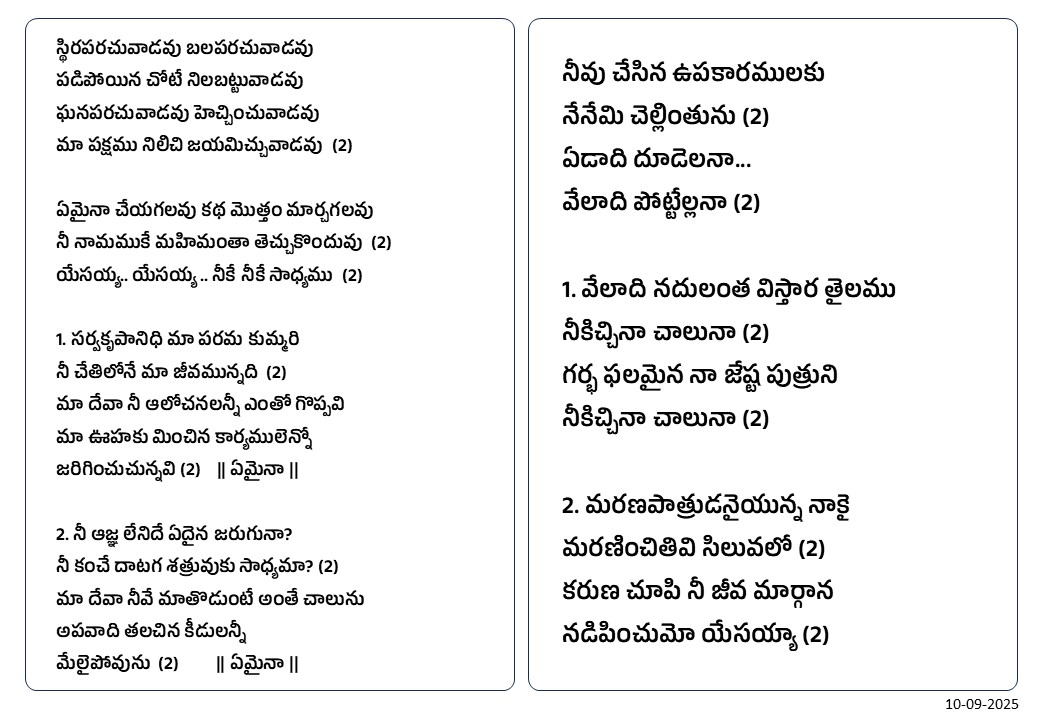 స్థిరపరచువాడవు బలపరచువాడవు
పడిపోయిన చోటే నిలబట్టువాడవు
ఘనపరచువాడవు హెచ్చించువాడవు
మా పక్షము నిలిచి జయమిచ్చువాడవు (2)

ఏమైనా చేయగలవు కథ మొత్తం మార్చగలవు
నీ నామముకే మహిమంతా తెచ్చుకొందువు (2)
యేసయ్య.. యేసయ్య .. నీకే నీకే సాధ్యము (2)

1. సర్వకృపానిధి మా పరమ కుమ్మరి
నీ చేతిలోనే మా జీవమున్నది (2)
మా దేవా నీ ఆలోచనలన్నీ ఎంతో గొప్పవి
మా ఊహకు మించిన కార్యములెన్నో
జరిగించుచున్నవి (2) || ఏమైనా ||

2. నీ ఆజ్ఞ లేనిదే ఏదైన జరుగునా?
నీ కంచే దాటగ శత్రువుకు సాధ్యమా? (2)
మా దేవా నీవే మాతొడుంటే అంతే చాలును
అపవాది తలచిన కీడులన్నీ
మేలైపోవును (2) || ఏమైనా ||

నీవు చేసిన ఉపకారములకు
నేనేమి చెల్లింతును (2)
ఏడాది దూడెలనా...
వేలాది పోట్టేల్లనా (2)

1. వేలాది నదులంత విస్తార తైలము
నీకిచ్చినా చాలునా (2)
గర్భ ఫలమైన నా జేష్ట పుత్రుని
నీకిచ్చినా చాలునా (2)

2. మరణపాత్రుడనైయున్న నాకై
మరణించితివి సిలువలో (2)
కరుణ చూపి నీ జీవ మార్గాన
నడిపించుమో యేసయ్యా (2)

10-09-2025